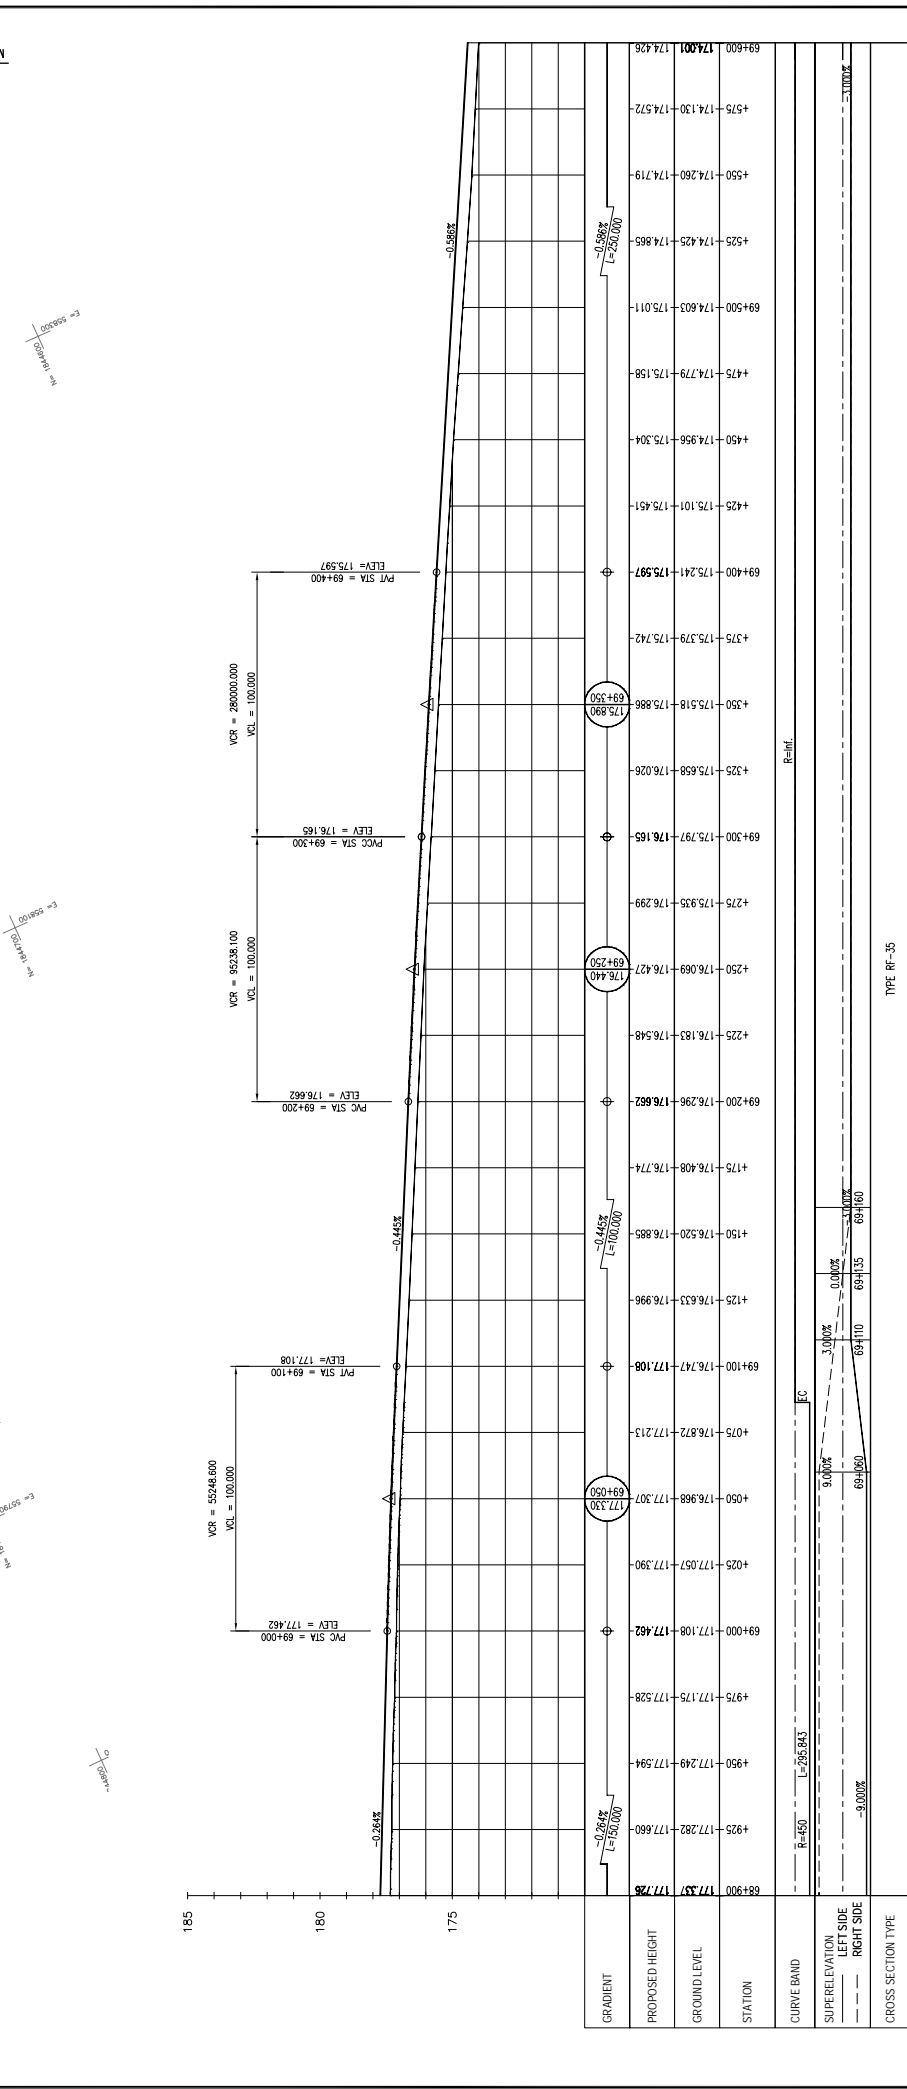 N
E= 558300
N= 1844800
E= 558100
N= 1844700
185
180
175
-0.264%
PVC STA = 69+000
ELEV = 177.462
VCR = 55248.600
VCL = 100.000
PVT STA = 69+100
ELEV= 177.108
-0.445%
PVC STA = 69+200
ELEV = 176.662
VCR = 95238.100
VCL = 100.000
PVCC STA = 69+300
ELEV = 176.165
VCR = 280000.000
VCL = 100.000
PVT STA = 69+400
ELEV= 175.597
-0.586%
GRADIENT
-0.264%
L=150.000
69+050
177.330
-0.445%
L=100.000
69+250
176.440
69+350
175.890
-0.586%
L=250.000
PROPOSED HEIGHT
177.726 177.660 177.594 177.528 177.462 177.390 177.307 177.213 177.108 176.996 176.885 176.774 176.662 176.548 176.427 176.299 176.165 176.026 175.886 175.742 175.597 175.451 175.304 175.158 175.011 174.865 174.719 174.572 174.426
GROUND LEVEL
177.337 177.282 177.249 177.175 177.108 177.057 176.968 176.872 176.747 176.633 176.520 176.408 176.296 176.183 176.069 175.935 175.797 175.658 175.518 175.379 175.241 175.101 174.956 174.779 174.603 174.425 174.260 174.130 174.001
STATION
68+900 +925 +950 +975 69+000 +025 +050 +075 69+100 +125 +150 +175 69+200 +225 +250 +275 69+300 +325 +350 +375 69+400 +425 +450 +475 69+500 +525 +550 +575 69+600
CURVE BAND
R=450 L=295.843
EC
R=Inf.
SUPERELEVATION
LEFT SIDE
RIGHT SIDE
-9.000%
9.000%
69+060
3.000%
69+110
0.000%
69+135
-3.000%
69+160
-3.000%
CROSS SECTION TYPE
TYPE RF-35